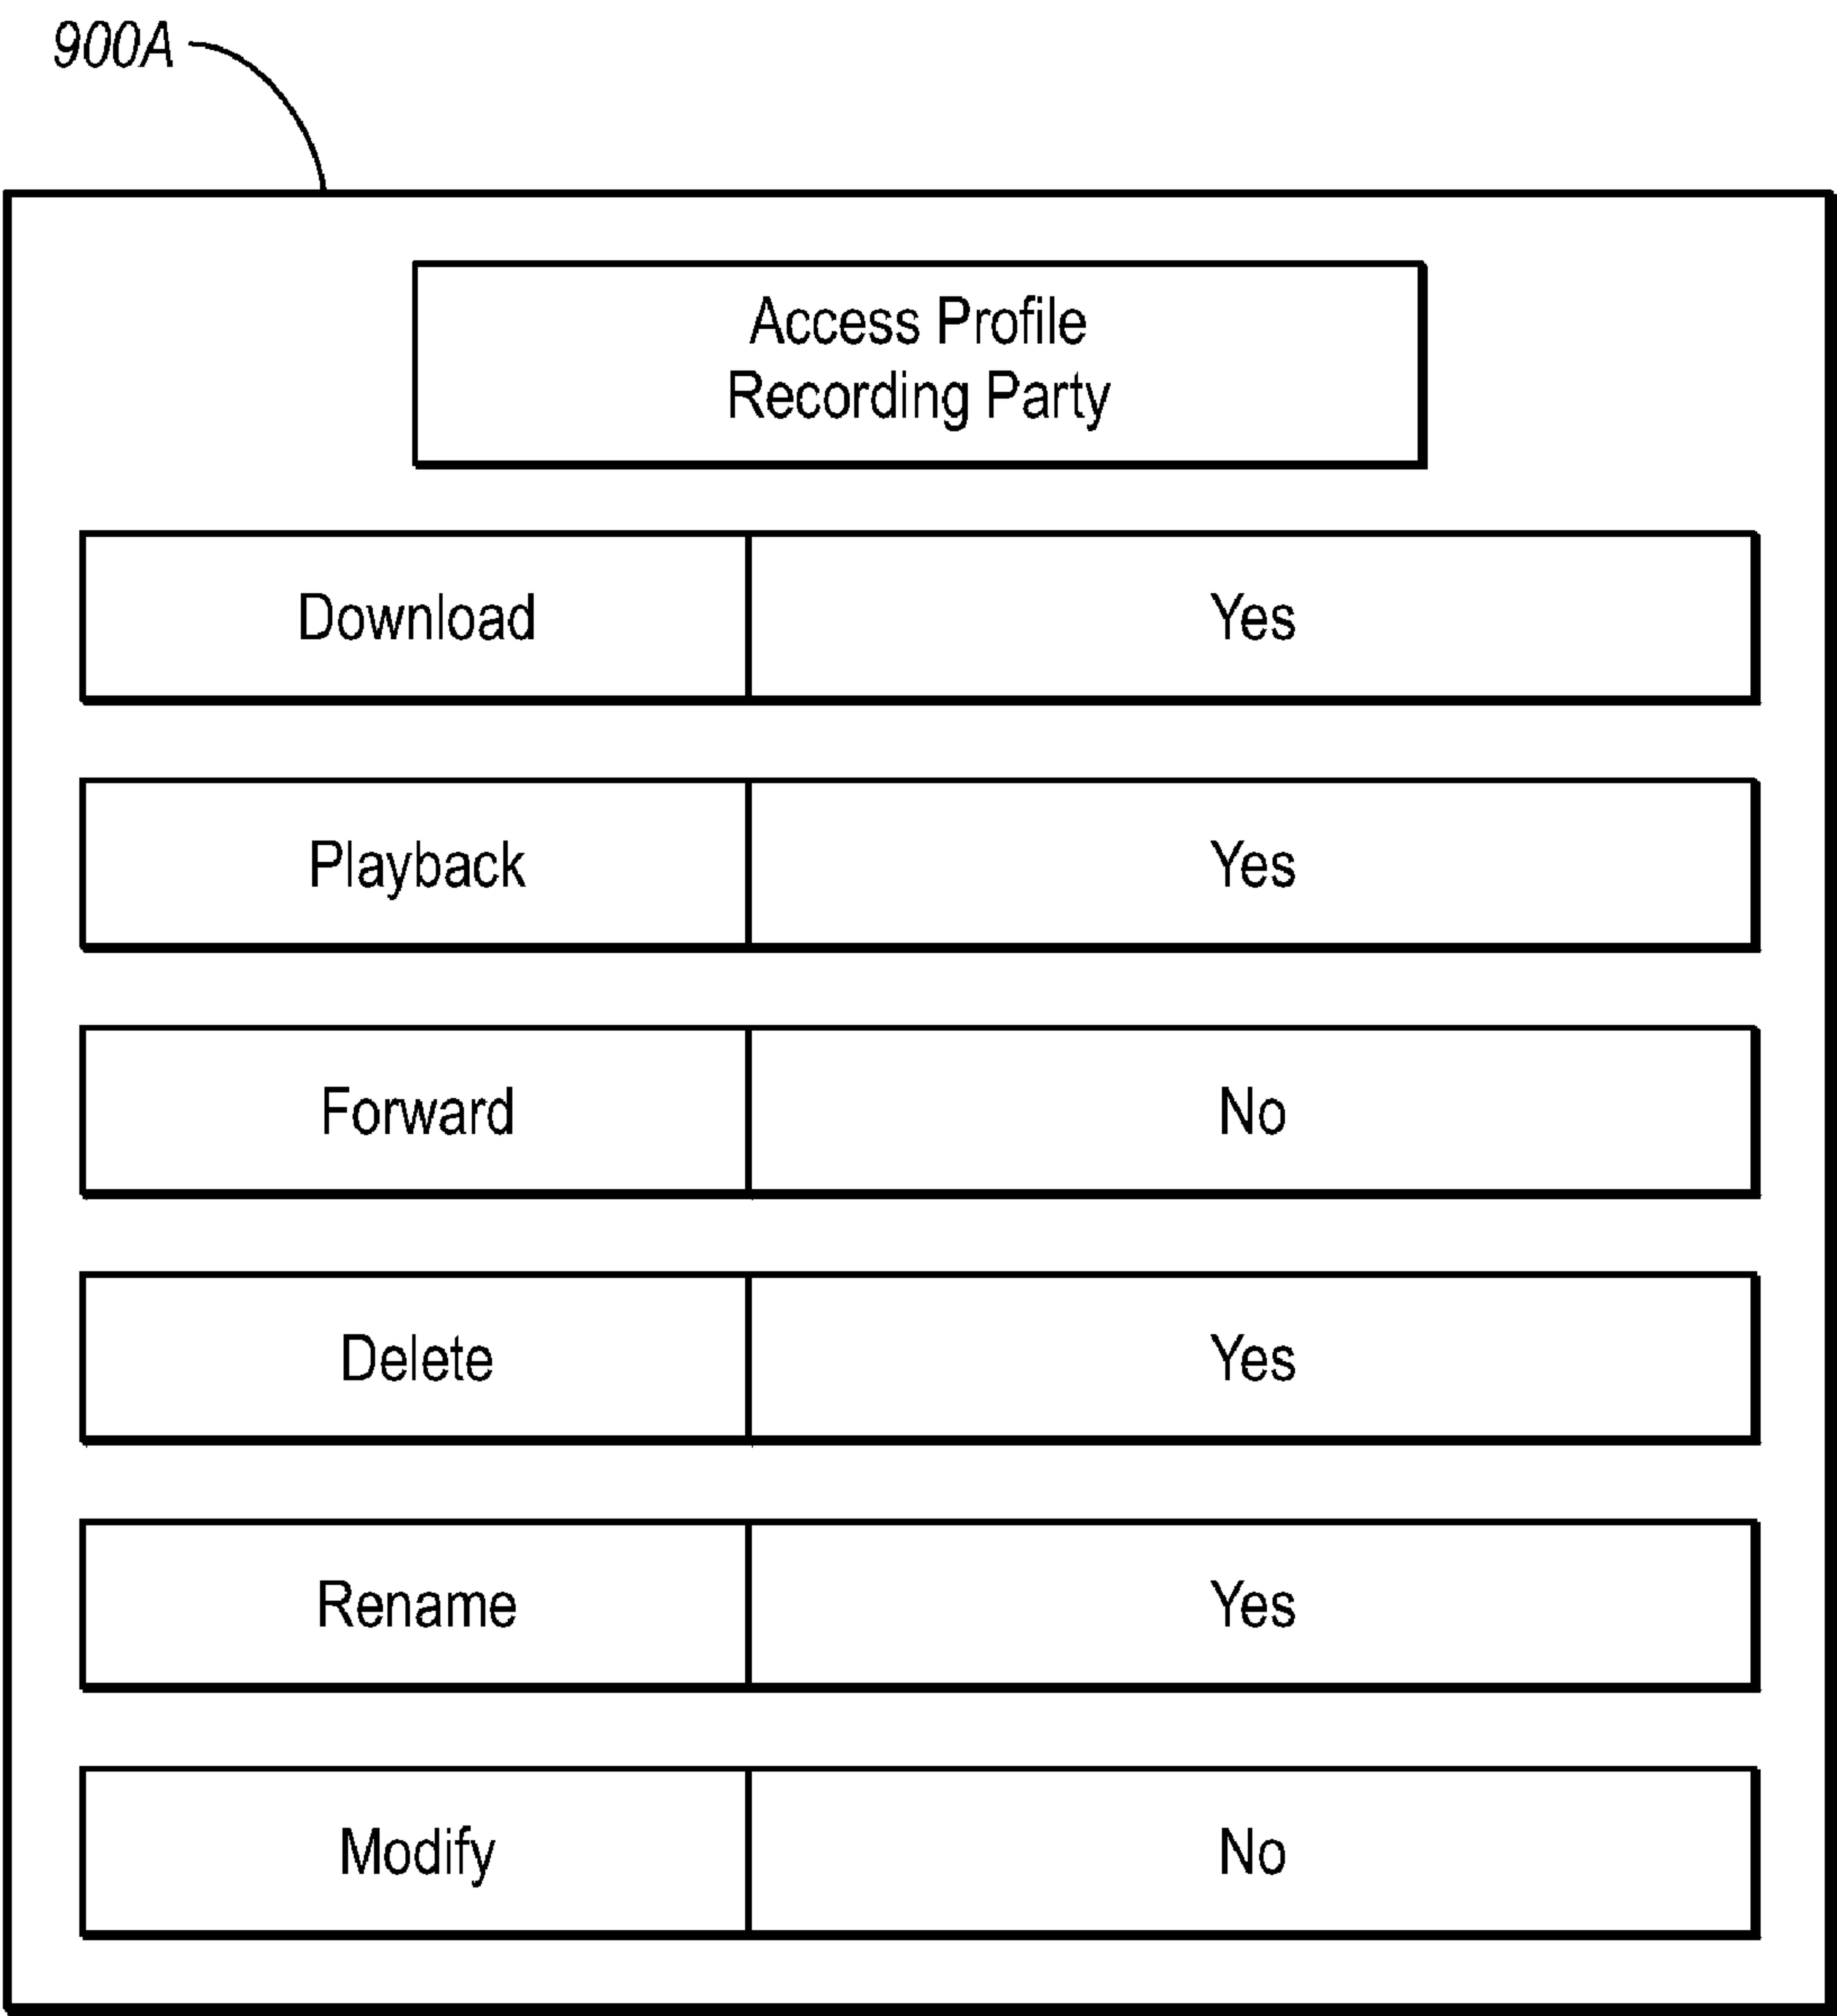 900A
Access Profile
Recording Party
Download Yes
Playback Yes
Forward No
Delete Yes
Rename Yes
Modify No